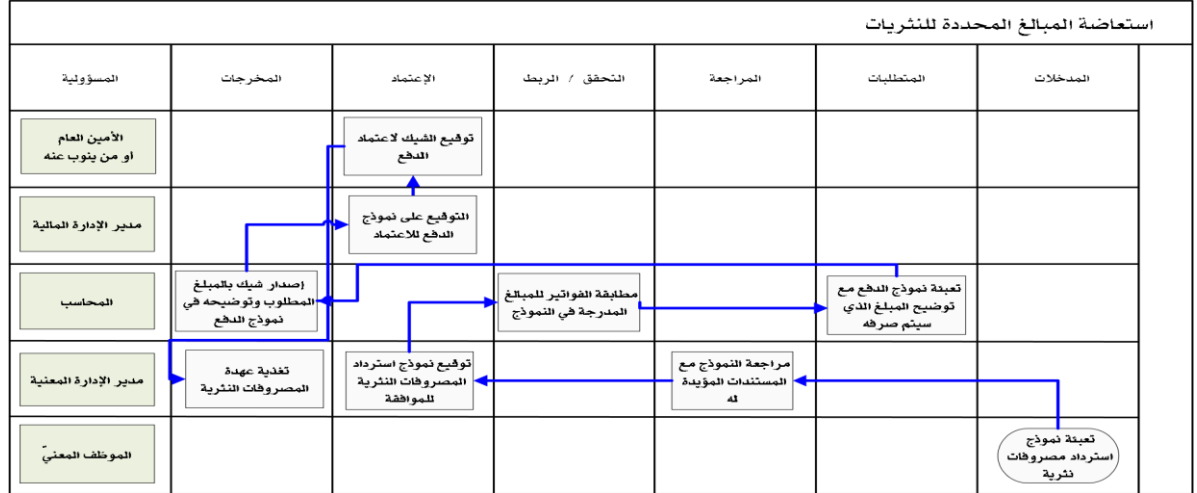 استعاضة المبالغ المحددة للنثريات
المدخلات
المتطلبات
المراجعة
التحقق / الربط
الإعتماد
المخرجات
المسؤولية
توقيع الشيك لاعتماد
الدفع
الأمين العام
او من ينوب عنه
التوقيع على نموذج
الدفع للاعتماد
مدير الإدارة المالية
تعبئة نموذج الدفع مع
توضيح المبلغ الذي
سيتم صرفه
مطابقة الفواتير للمبالغ
المدرجة في النموذج
إصدار شيك بالمبلغ
المطلوب وتوضيحه في
نموذج الدفع
المحاسب
مراجعة النموذج مع
المستندات المؤيدة
له
توقيع نموذج استرداد
المصروفات النثرية
للموافقة
تغذية عهدة
المصروفات النثرية
مدير الإدارة المعنية
تعبئة نموذج
استرداد مصروفات
نثرية
الموظف المعنيّ